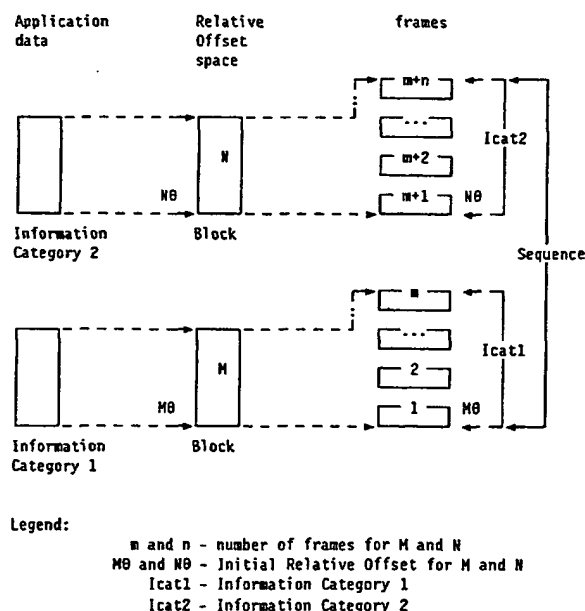 Application data
Relative Offset space
frames
m+n
...
m+2
m+1
N
N0
N0
Icat2
Information Category 2
Block
Sequence
m
...
2
1
M
M0
M0
Icat1
Information Category 1
Block
Legend:
m and n - number of frames for M and N
M0 and N0 - Initial Relative Offset for M and N
Icat1 - Information Category 1
Icat2 - Information Category 2